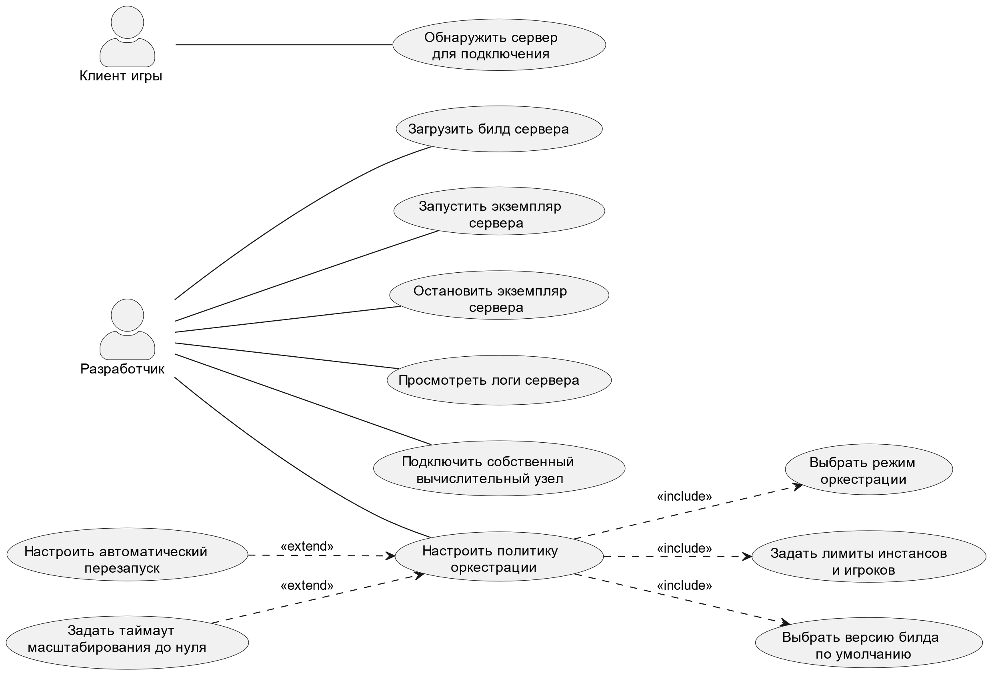 Обнаружить сервер
для подключения
Клиент игры
Загрузить билд сервера
Запустить экземпляр
сервера
Остановить экземпляр
сервера
Разработчик
Просмотреть логи сервера
Подключить собственный
вычислительный узел
Выбрать режим
оркестрации
«include»
Настроить автоматический
перезапуск
«extend»
Настроить политику
оркестрации
«include»
Задать лимиты инстансов
и игроков
Задать таймаут
масштабирования до нуля
«extend»
«include»
Выбрать версию билда
по умолчанию